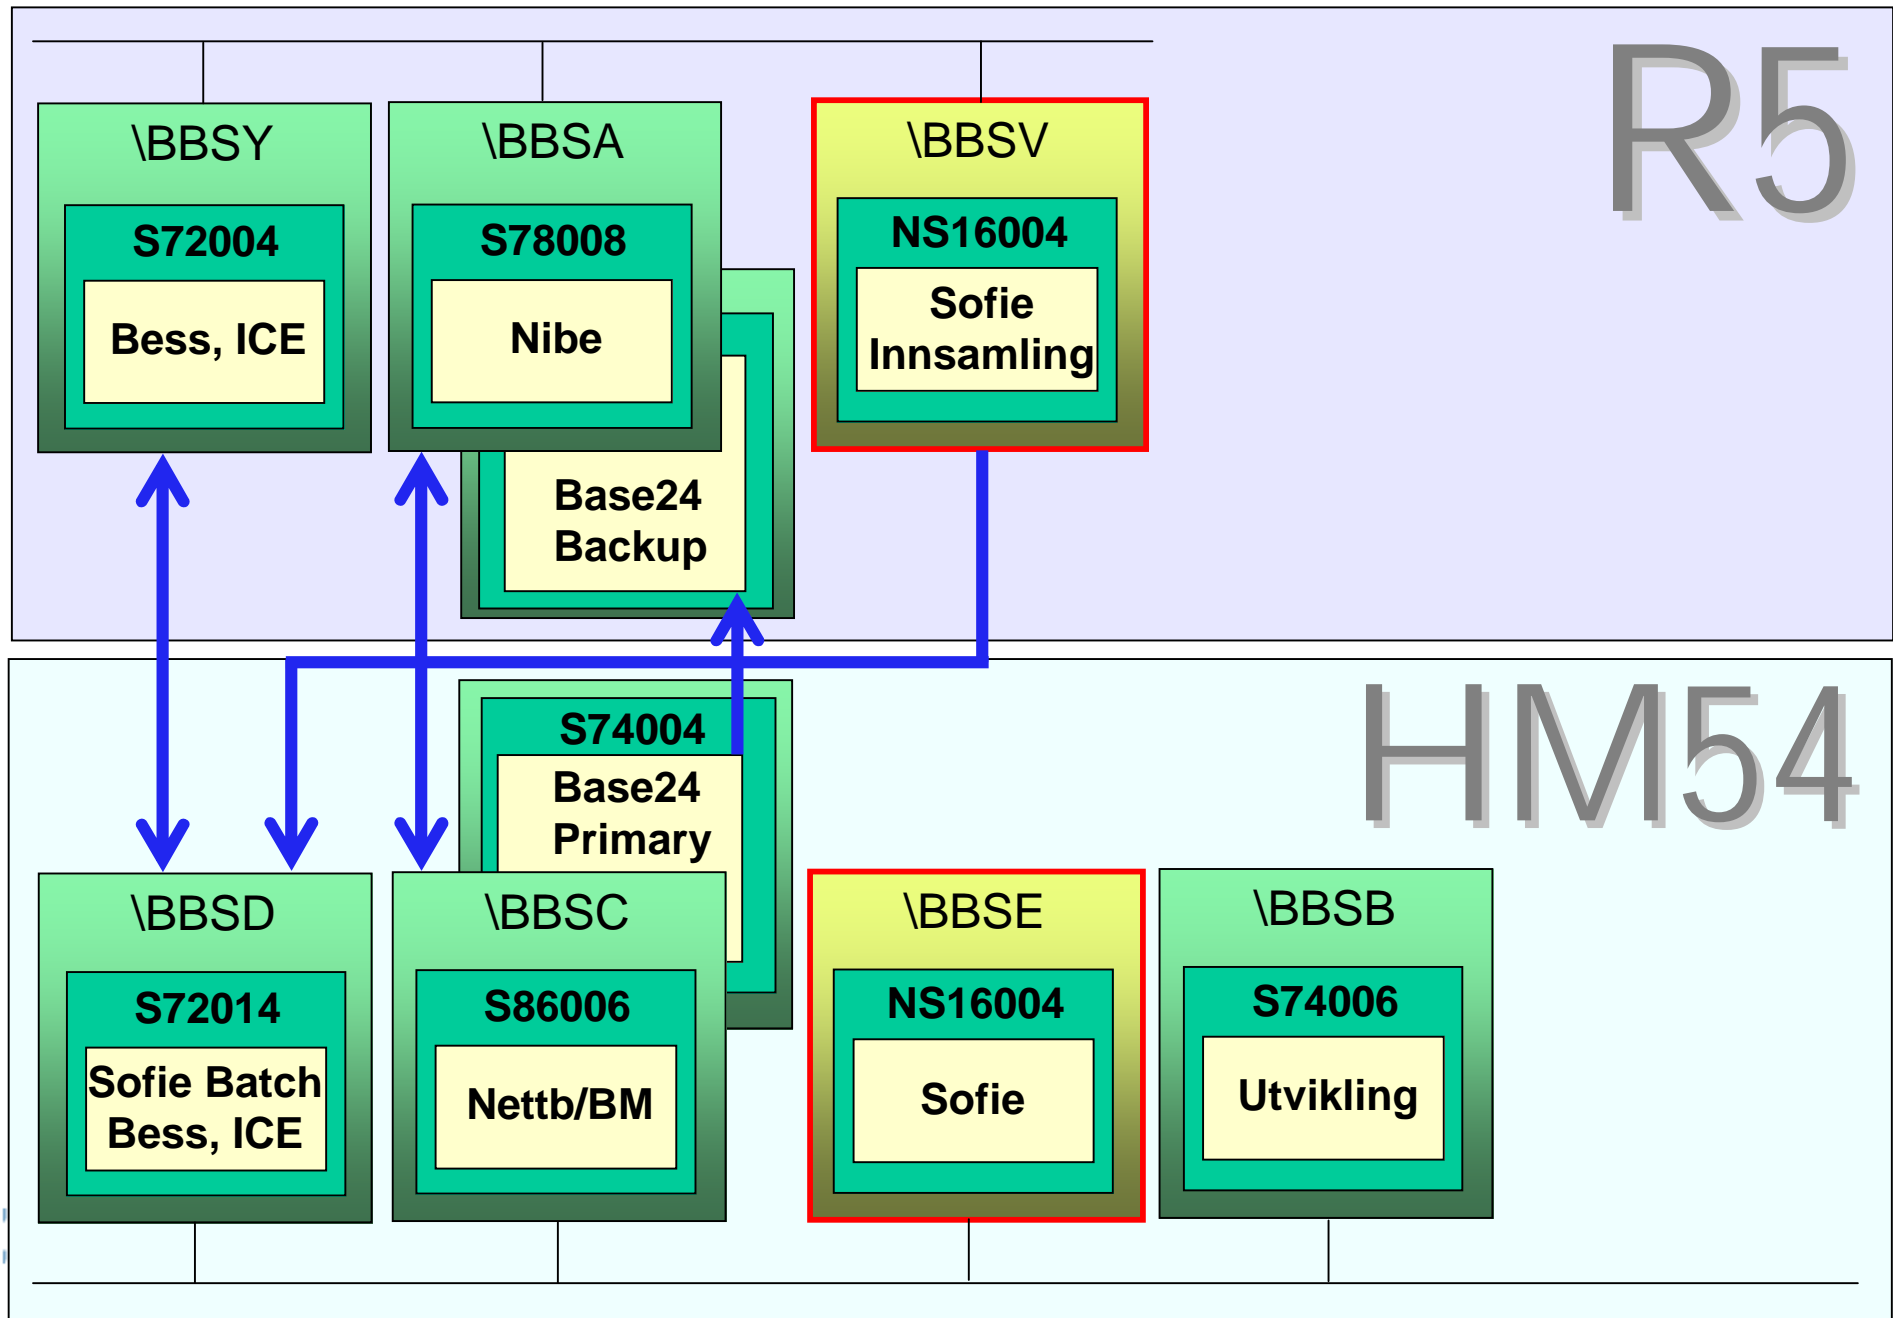 R5
\BBSY
S72004
Bess, ICE
\BBSA
S78008
Nibe
Base24
Backup
\BBSV
NS16004
Sofie
Innsamling
HM54
S74004
Base24
Primary
\BBSD
S72014
Sofie Batch
Bess, ICE
\BBSC
S86006
Nettb/BM
\BBSE
NS16004
Sofie
\BBSB
S74006
Utvikling